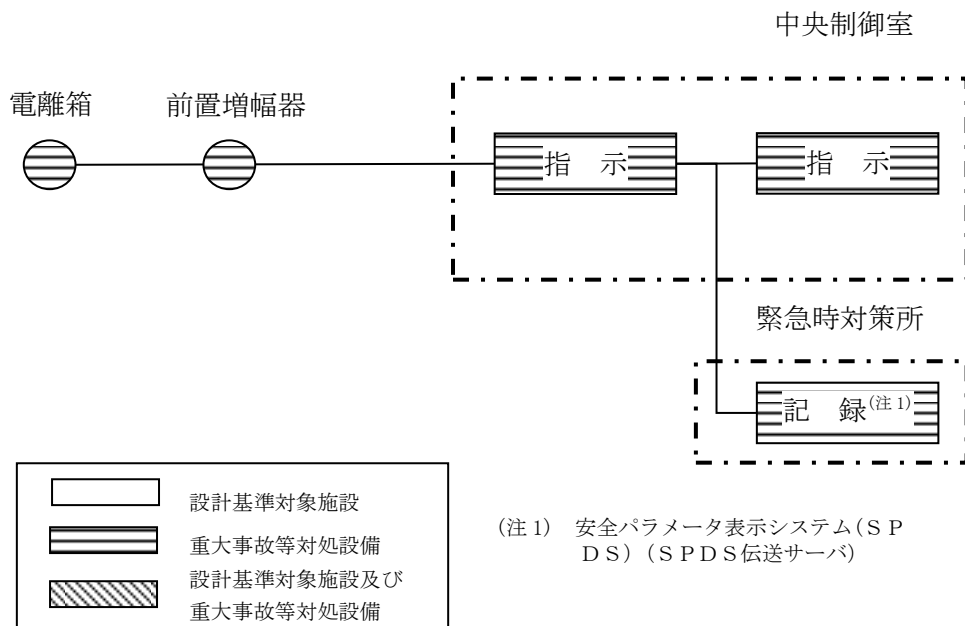 中央制御室
電離箱
前置増幅器
指 示
指 示
緊急時対策所
記 録(注1)
設計基準対象施設
重大事故等対処設備
設計基準対象施設及び
重大事故等対処設備
(注1) 安全パラメータ表示システム(SP
DS)(SPDS伝送サーバ)